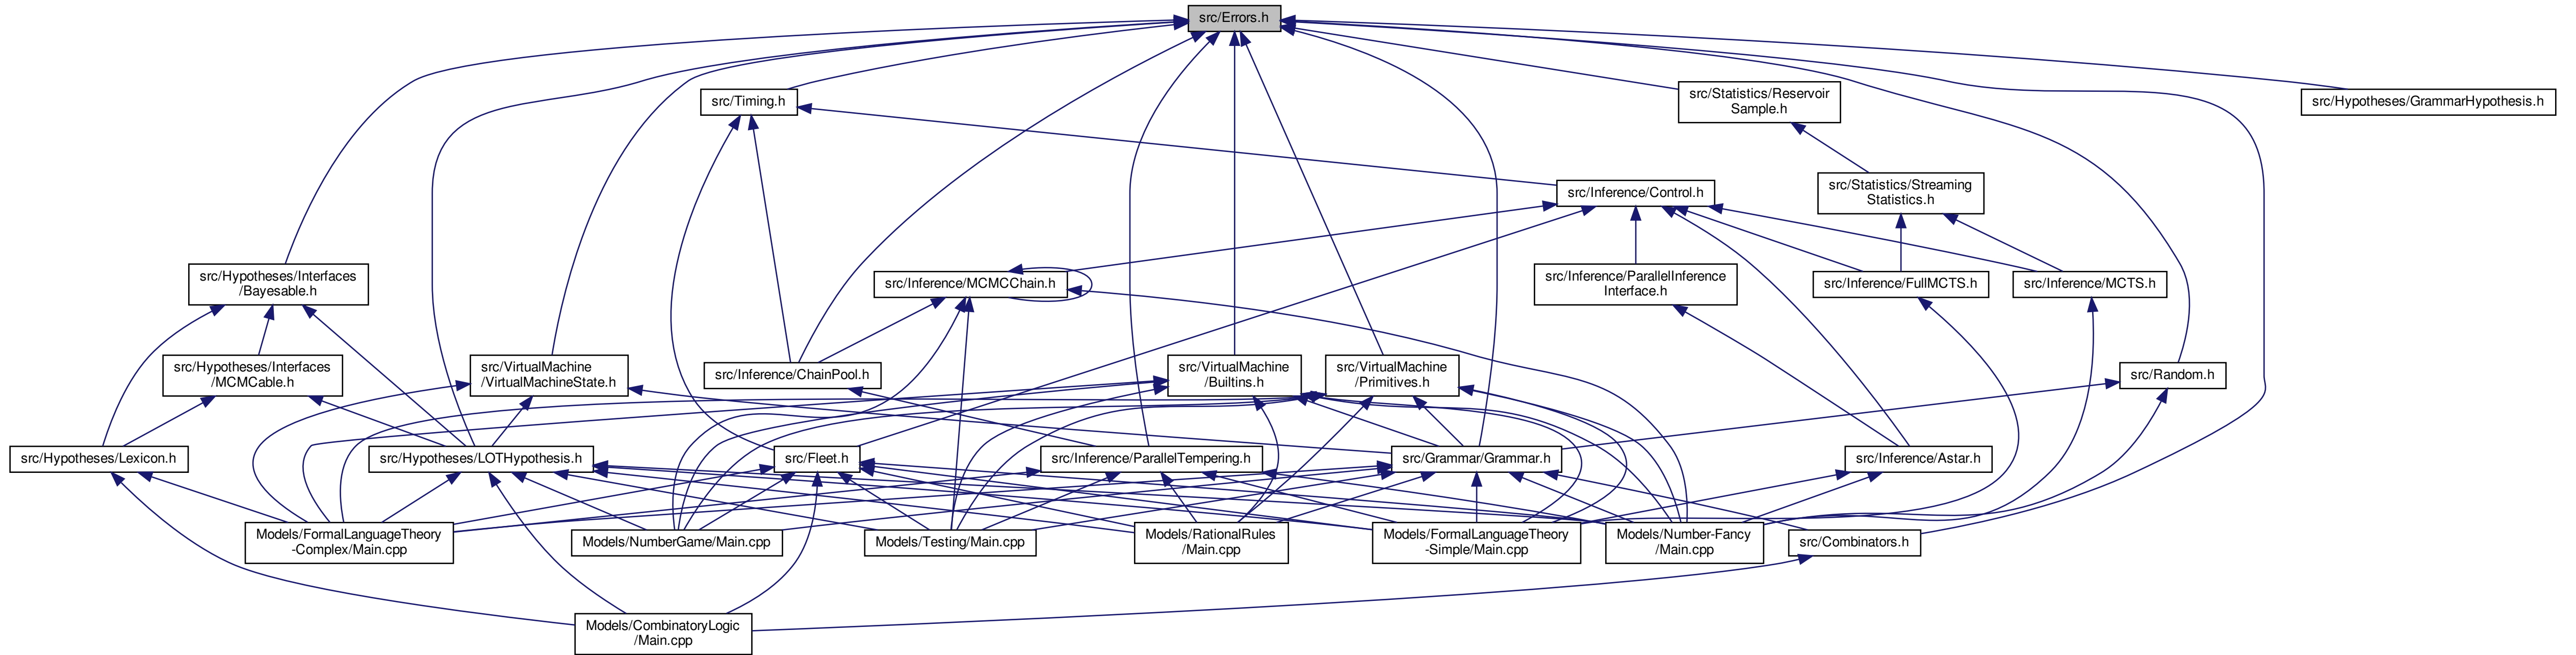 src/Errors.h
src/Timing.h
src/Statistics/Reservoir
Sample.h
src/Hypotheses/GrammarHypothesis.h
src/Inference/Control.h
src/Statistics/Streaming
Statistics.h
src/Hypotheses/Interfaces
/Bayesable.h
src/Inference/MCMCChain.h
src/Inference/ParallelInference
Interface.h
src/Inference/FullMCTS.h
src/Inference/MCTS.h
src/Hypotheses/Interfaces
/MCMCable.h
src/VirtualMachine
/VirtualMachineState.h
src/Inference/ChainPool.h
src/VirtualMachine
/Builtins.h
src/VirtualMachine
/Primitives.h
src/Random.h
src/Hypotheses/Lexicon.h
src/Hypotheses/LOTHypothesis.h
src/Fleet.h
src/Inference/ParallelTempering.h
src/Grammar/Grammar.h
src/Inference/Astar.h
Models/FormalLanguageTheory
-Complex/Main.cpp
Models/NumberGame/Main.cpp
Models/Testing/Main.cpp
Models/RationalRules
/Main.cpp
Models/FormalLanguageTheory
-Simple/Main.cpp
Models/Number-Fancy
/Main.cpp
src/Combinators.h
Models/CombinatoryLogic
/Main.cpp